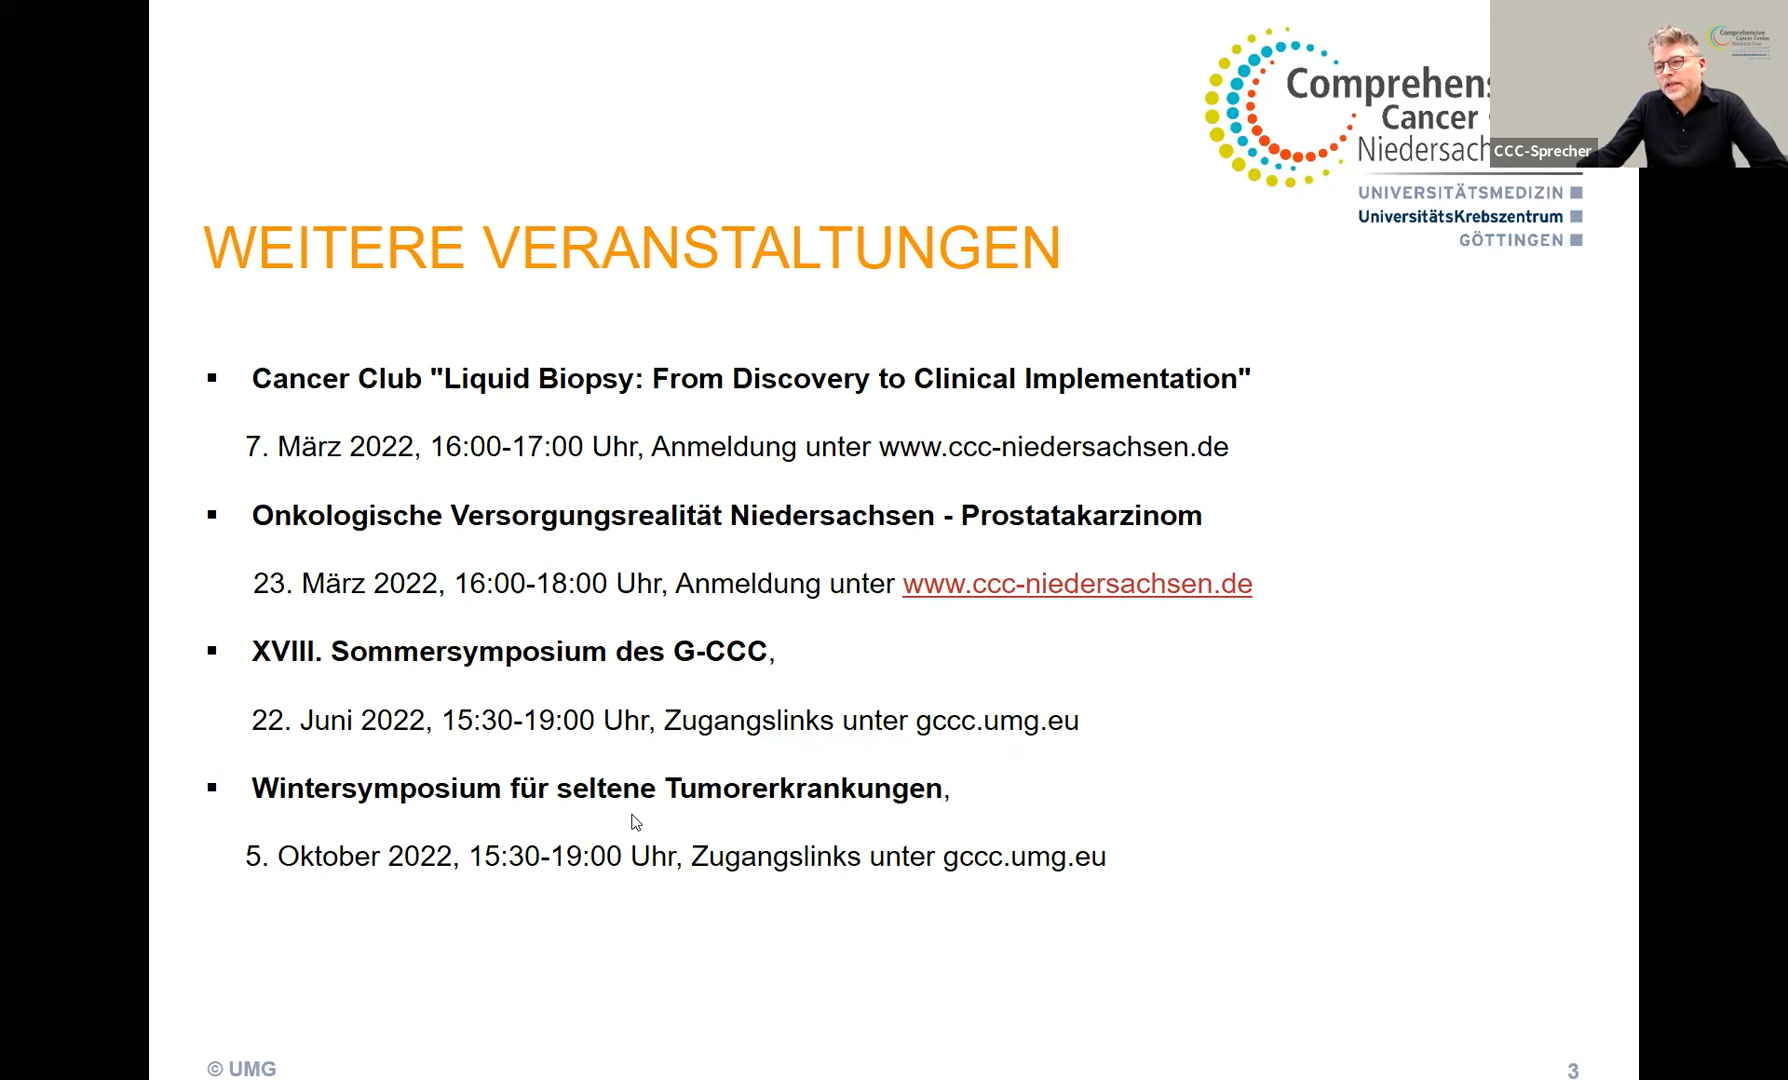 Comprehens
Cancer
Niedersach
CCC-Sprecher
UNIVERSITÄTSMEDIZIN
UniversitätsKrebszentrum
GÖTTINGEN
Comprehensive
Cancer Center
Niedersachsen
WEITERE VERANSTALTUNGEN
▪ Cancer Club "Liquid Biopsy: From Discovery to Clinical Implementation"
7. März 2022, 16:00-17:00 Uhr, Anmeldung unter www.ccc-niedersachsen.de
▪ Onkologische Versorgungsrealität Niedersachsen - Prostatakarzinom
23. März 2022, 16:00-18:00 Uhr, Anmeldung unter www.ccc-niedersachsen.de
▪ XVIII. Sommersymposium des G-CCC,
22. Juni 2022, 15:30-19:00 Uhr, Zugangslinks unter gccc.umg.eu
▪ Wintersymposium für seltene Tumorerkrankungen,
5. Oktober 2022, 15:30-19:00 Uhr, Zugangslinks unter gccc.umg.eu
© UMG
3